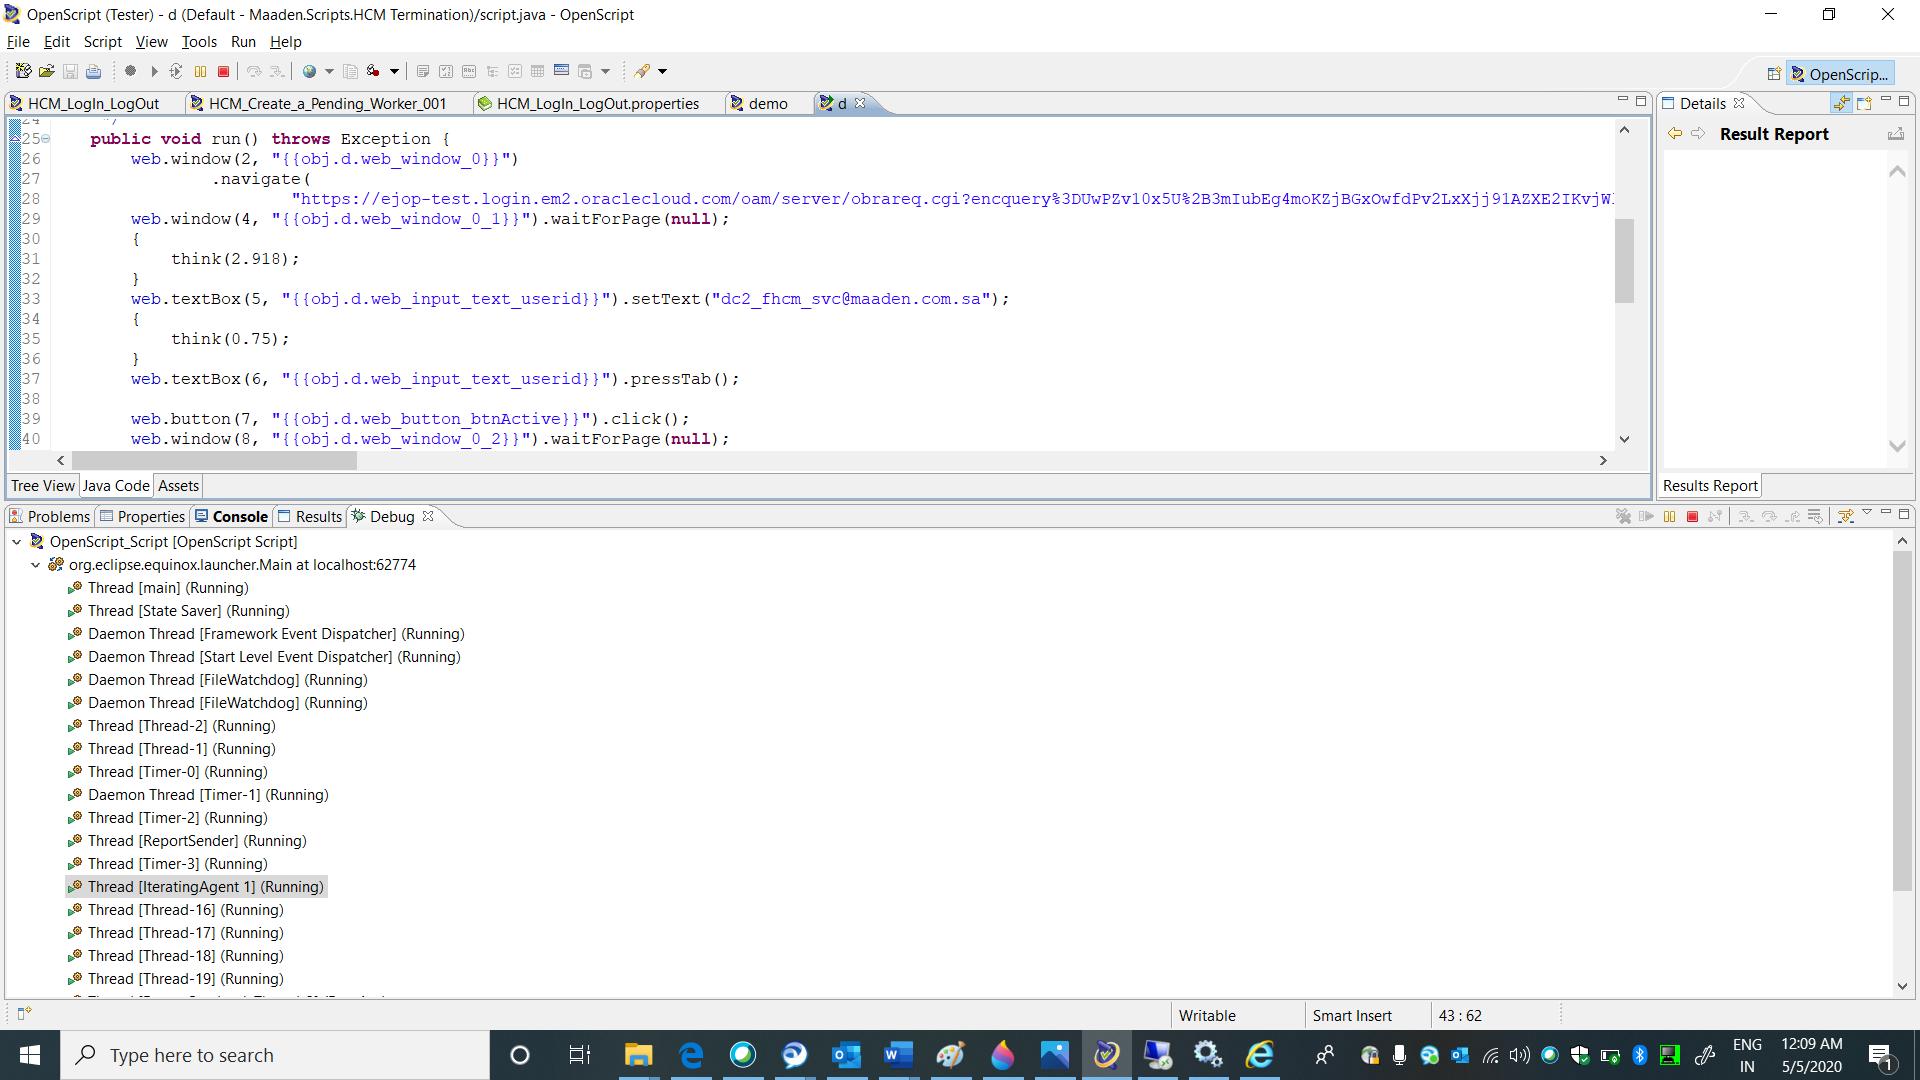 OpenScript (Tester) - d (Default - Maaden.Scripts.HCM Termination)/script.java - OpenScript
File Edit Script View Tools Run Help
OpenScrip...
HCM_LogIn_LogOut HCM_Create_a_Pending_Worker_001 HCM_LogIn_LogOut.properties demo d
Details
Result Report
24 */
25 public void run() throws Exception {
26 web.window(2, "{{obj.d.web_window_0}}")
27 .navigate(
28 "https://ejop-test.login.em2.oraclecloud.com/oam/server/obrareq.cgi?encquery%3DUwPZv10x5U%2B3mIubEg4moKZjBGxOwfdPv2LxXjj91AZXE2IKvjW
29 web.window(4, "{{obj.d.web_window_0_1}}").waitForPage(null);
30 {
31 think(2.918);
32 }
33 web.textBox(5, "{{obj.d.web_input_text_userid}}").setText("dc2_fhcm_svc@maaden.com.sa");
34 {
35 think(0.75);
36 }
37 web.textBox(6, "{{obj.d.web_input_text_userid}}").pressTab();
38
39 web.button(7, "{{obj.d.web_button_btnActive}}").click();
40 web.window(8, "{{obj.d.web_window_0_2}}").waitForPage(null);
Tree View Java Code Assets
Results Report
Problems Properties Console Results Debug
OpenScript_Script [OpenScript Script]
org.eclipse.equinox.launcher.Main at localhost:62774
Thread [main] (Running)
Thread [State Saver] (Running)
Daemon Thread [Framework Event Dispatcher] (Running)
Daemon Thread [Start Level Event Dispatcher] (Running)
Daemon Thread [FileWatchdog] (Running)
Daemon Thread [FileWatchdog] (Running)
Thread [Thread-2] (Running)
Thread [Thread-1] (Running)
Thread [Timer-0] (Running)
Daemon Thread [Timer-1] (Running)
Thread [Timer-2] (Running)
Thread [ReportSender] (Running)
Thread [Timer-3] (Running)
Thread [IteratingAgent 1] (Running)
Thread [Thread-16] (Running)
Thread [Thread-17] (Running)
Thread [Thread-18] (Running)
Thread [Thread-19] (Running)
Writable Smart Insert 43 : 62
Type here to search
ENG
IN
12:09 AM
5/5/2020
1